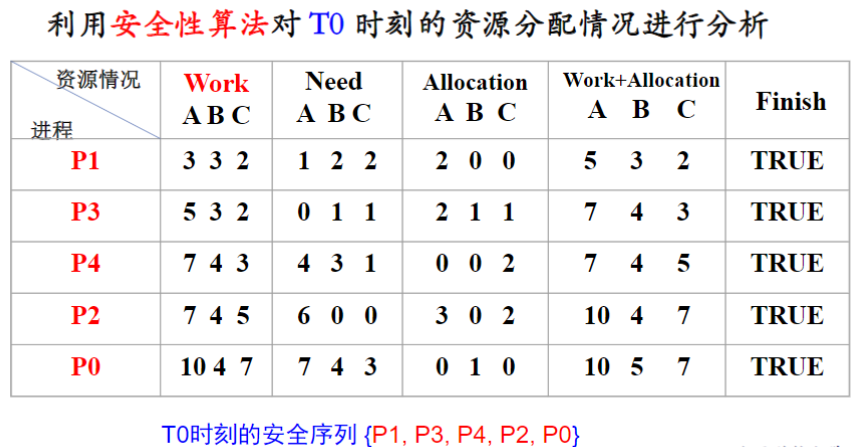 利用安全性算法对 T0 时刻的资源分配情况进行分析
资源情况 进程 Work A B C Need A B C Allocation A B C Work+Allocation A B C Finish
P1 3 3 2 1 2 2 2 0 0 5 3 2 TRUE
P3 5 3 2 0 1 1 2 1 1 7 4 3 TRUE
P4 7 4 3 4 3 1 0 0 2 7 4 5 TRUE
P2 7 4 5 6 0 0 3 0 2 10 4 7 TRUE
P0 10 4 7 7 4 3 0 1 0 10 5 7 TRUE
T0时刻的安全序列 {P1, P3, P4, P2, P0}